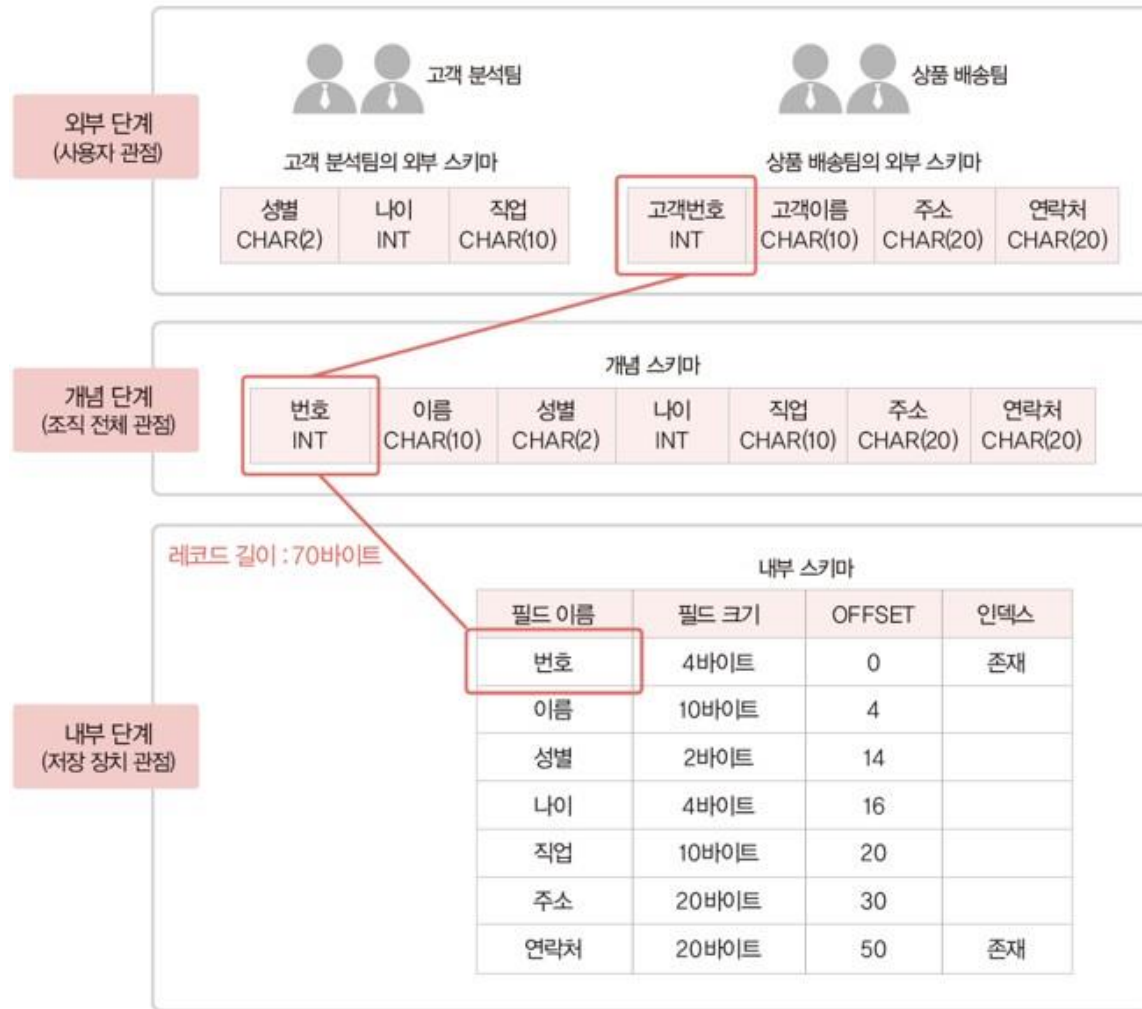 고객 분석팀
상품 배송팀
외부 단계
(사용자 관점)
고객 분석팀의 외부 스키마
상품 배송팀의 외부 스키마
성별 나이 직업
CHAR(2) INT CHAR(10)
고객번호 고객이름 주소 연락처
INT CHAR(10) CHAR(20) CHAR(20)
개념 단계
(조직 전체 관점)
개념 스키마
번호 이름 성별 나이 직업 주소 연락처
INT CHAR(10) CHAR(2) INT CHAR(10) CHAR(20) CHAR(20)
내부 단계
(저장 장치 관점)
레코드 길이 : 70바이트
내부 스키마
필드 이름 필드 크기 OFFSET 인덱스
번호 4바이트 0 존재
이름 10바이트 4
성별 2바이트 14
나이 4바이트 16
직업 10바이트 20
주소 20바이트 30
연락처 20바이트 50 존재